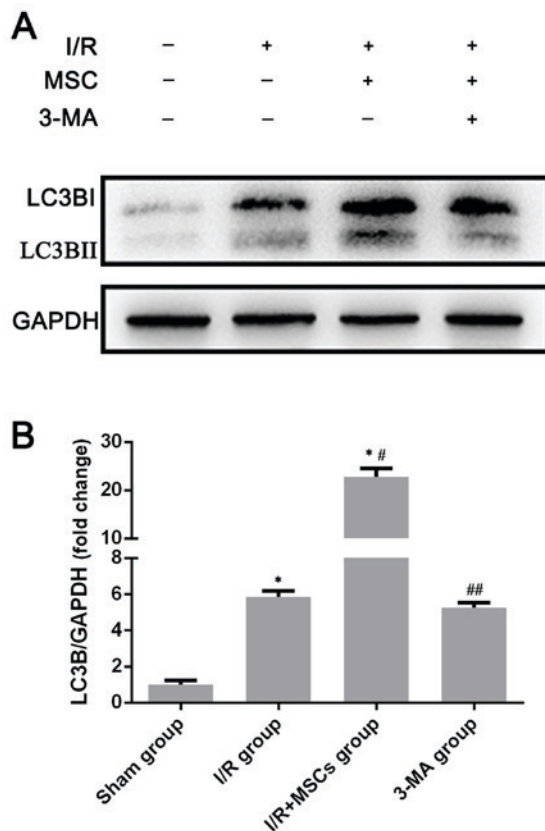 A
I/R – + + +
MSC – – + +
3-MA – – – +
LC3BI
LC3BII
GAPDH
B
LC3B/GAPDH (fold change)
30
20
10
8
6
4
2
0
*
* #
##
Sham group
I/R group
I/R+MSCs group
3-MA group